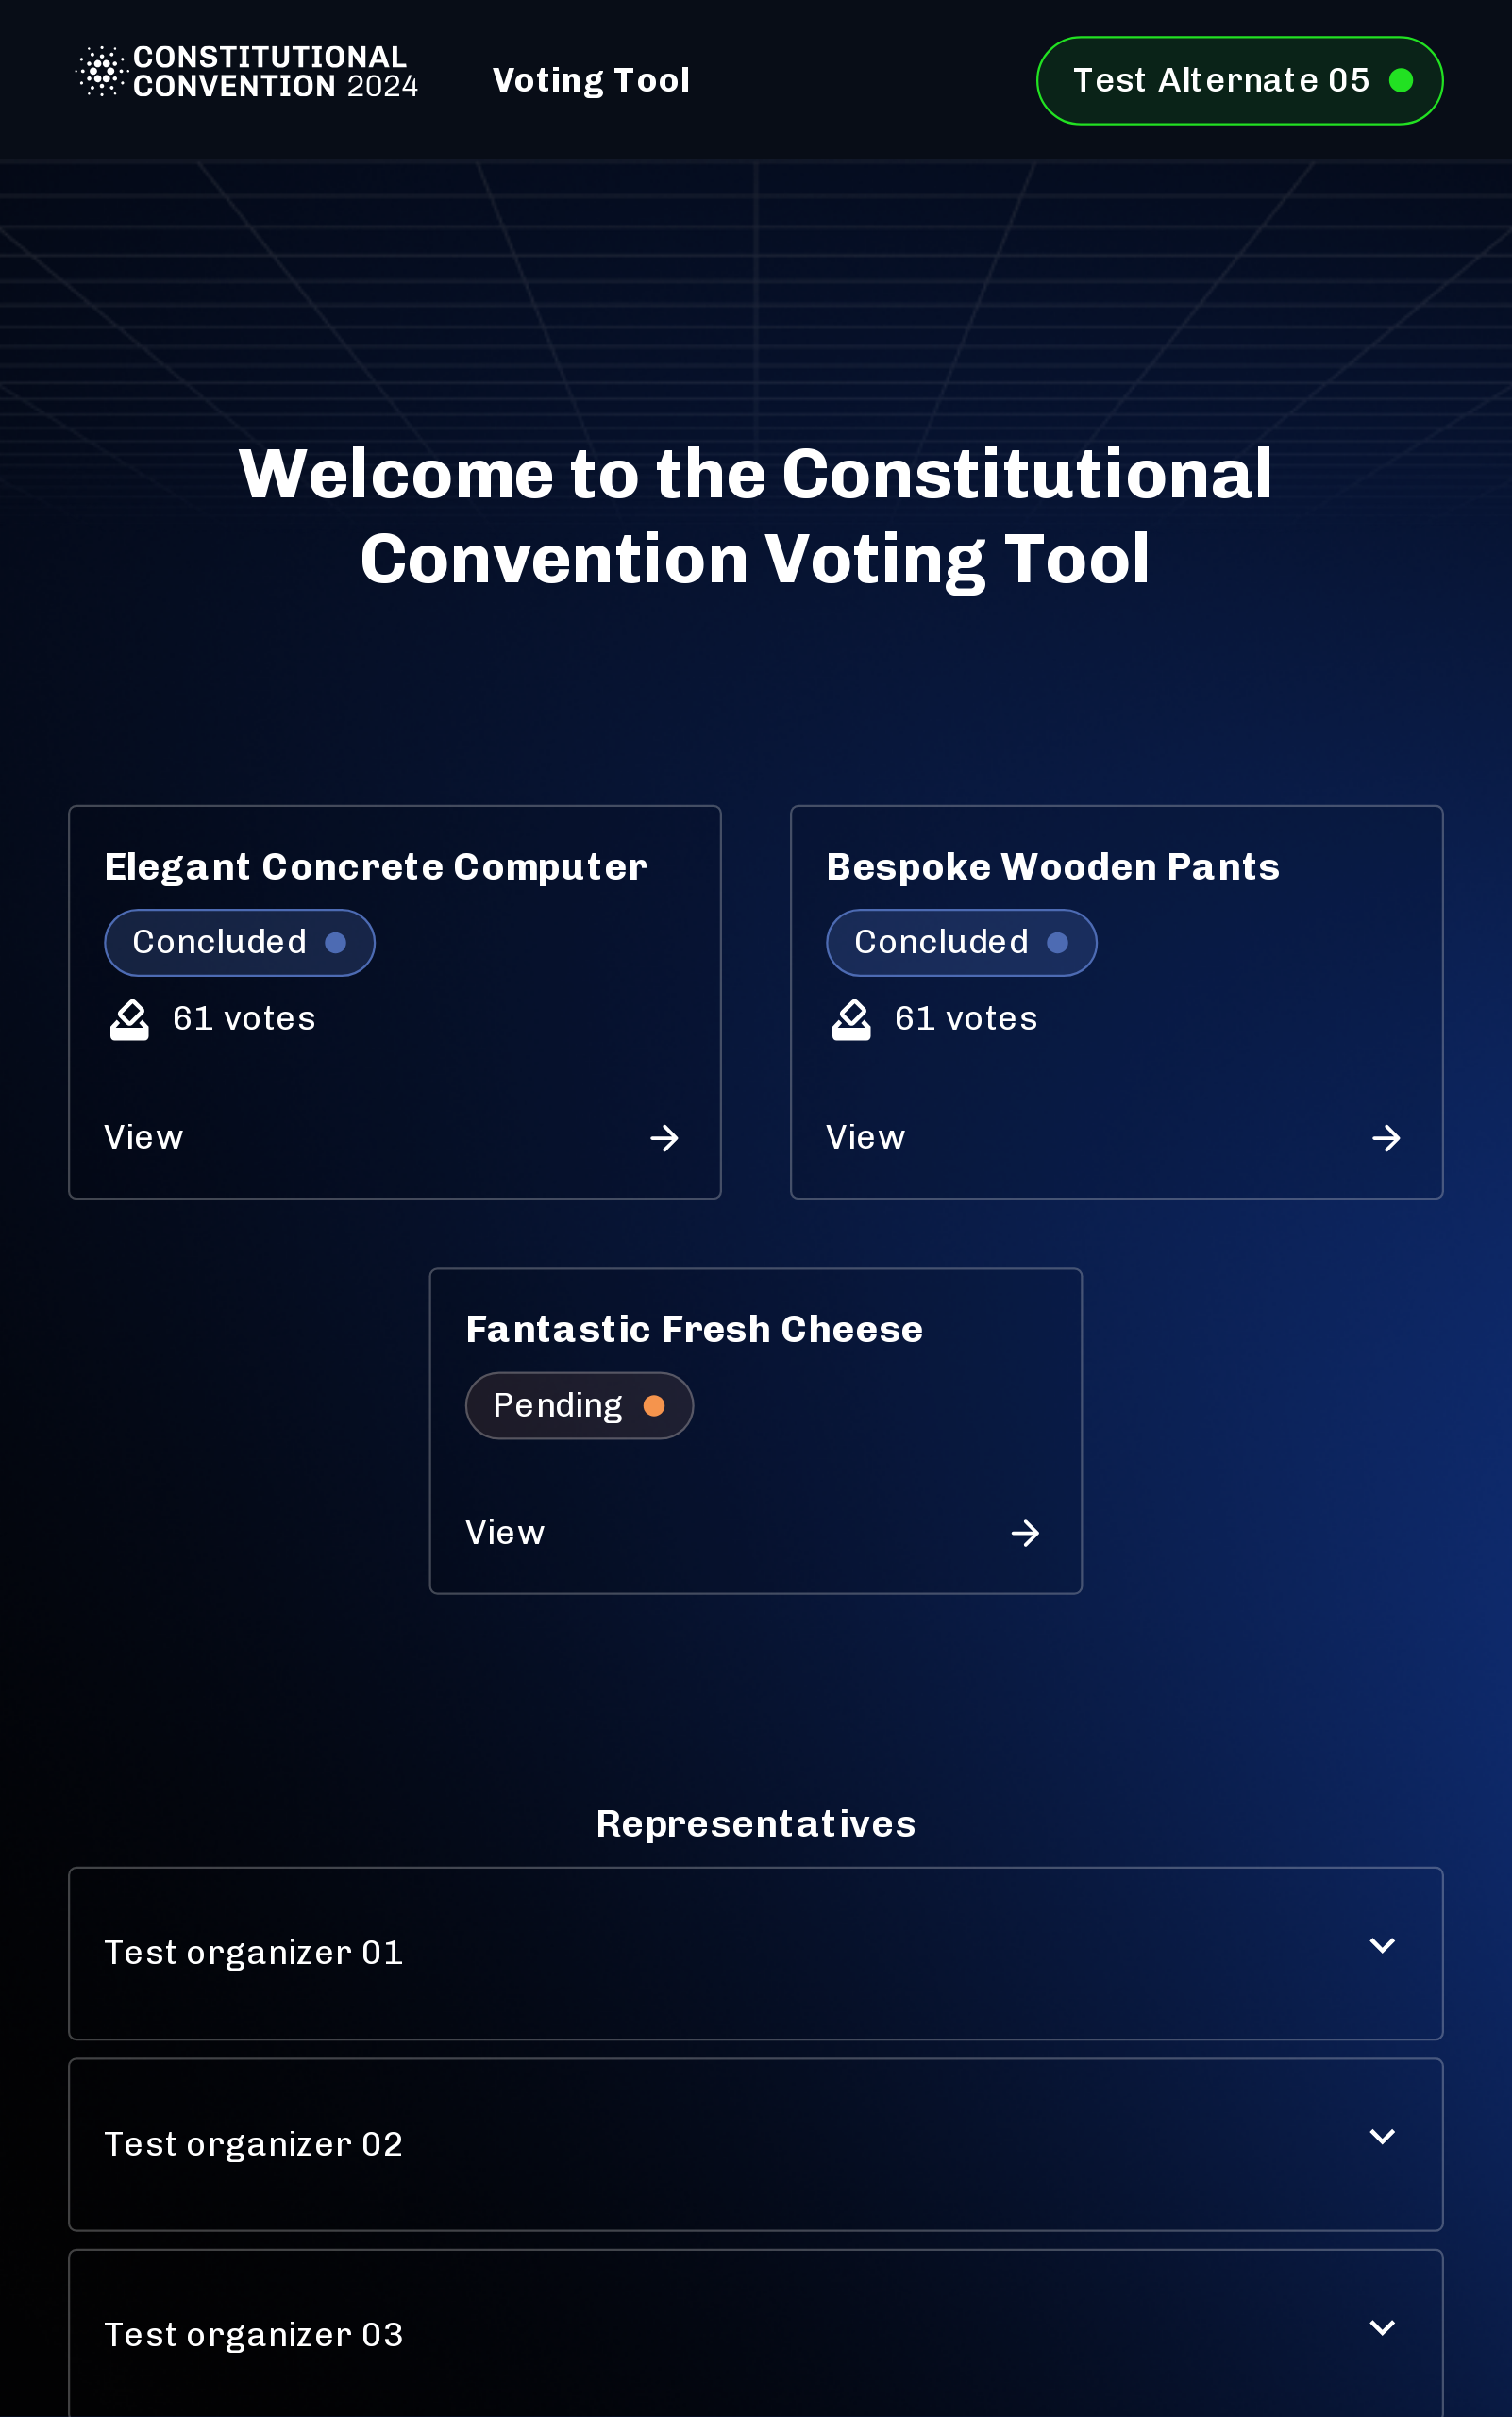 CONSTITUTIONAL
CONVENTION 2024
Voting Tool
Test Alternate 05
Welcome to the Constitutional
Convention Voting Tool
Elegant Concrete Computer
Concluded
61 votes
View
Bespoke Wooden Pants
Concluded
61 votes
View
Fantastic Fresh Cheese
Pending
View
Representatives
Test organizer 01
Test organizer 02
Test organizer 03